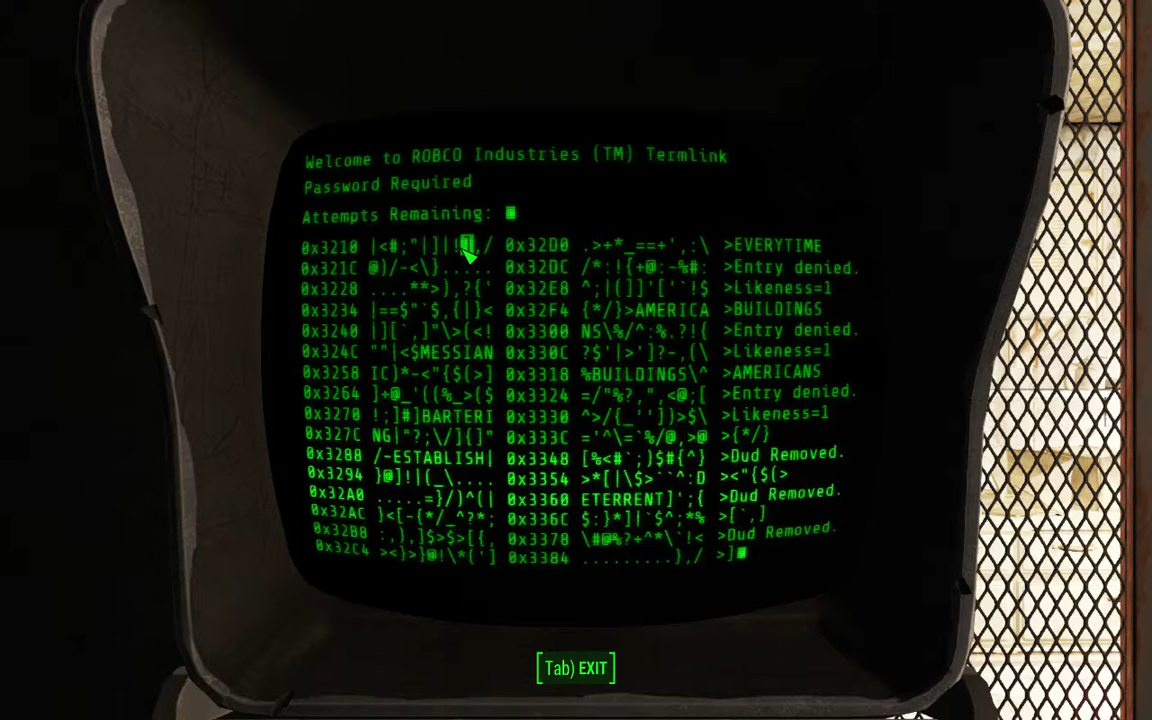 Welcome to ROBCO Industries (TM) Termlink
Password Required
Attempts Remaining: ■
0x3210 |<#;"|]|!],/ 0x32D0 .>+*_==+',:\ >EVERYTIME
0x321C @)/-<\}..... 0x32DC /*:!{+@:-%#: >Entry denied.
0x3228 ....**>),?{' 0x32E8 ^;|(]]'['`!$ >Likeness=1
0x3234 |==$"`$,{|}< 0x32F4 {*/}>AMERICA >BUILDINGS
0x3240 |][`,]"\>(<! 0x3300 NS\%/^:%.?!{ >Entry denied.
0x324C ""|<$MESSIAN 0x330C ?$'|>']?-,(\ >Likeness=1
0x3258 IC)*-<"{$(>] 0x3318 %BUILDINGS\^ >AMERICANS
0x3264 ]+@_'((%_>($ 0x3324 =/"%?,",<@;[ >Entry denied.
0x3270 !;]#]BARTERI 0x3330 ^>/{_''])>$\ >Likeness=1
0x327C NG|"?;\/]{]" 0x333C ='^\=`%/@,>@ >{*/}
0x3288 /-ESTABLISH| 0x3348 [%<#`;)$#{^} >Dud Removed.
0x3294 }@]!|(_\.... 0x3354 >*[|\$>``^:D ><"{$(>
0x32A0 .....=}/)^(| 0x3360 ETERRENT]';{ >Dud Removed.
0x32AC }<[-{*/_^?*; 0x336C $:}*]|`$^;*% >[`,]
0x32B8 :,),]$>$>[{, 0x3378 \#@%?+^*\`!< >Dud Removed.
0x32C4 ><}>}@!\*('] 0x3384 .........},/ >]■
[Tab) EXIT]